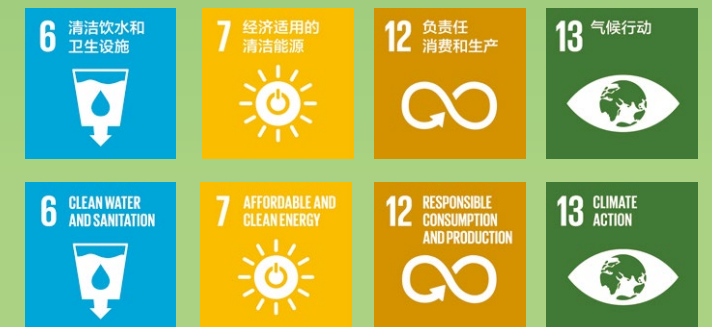 6 清洁饮水和
卫生设施
7 经济适用的
清洁能源
12 负责任
消费和生产
13 气候行动
6 CLEAN WATER
AND SANITATION
7 AFFORDABLE AND
CLEAN ENERGY
12 RESPONSIBLE
CONSUMPTION
AND PRODUCTION
13 CLIMATE
ACTION